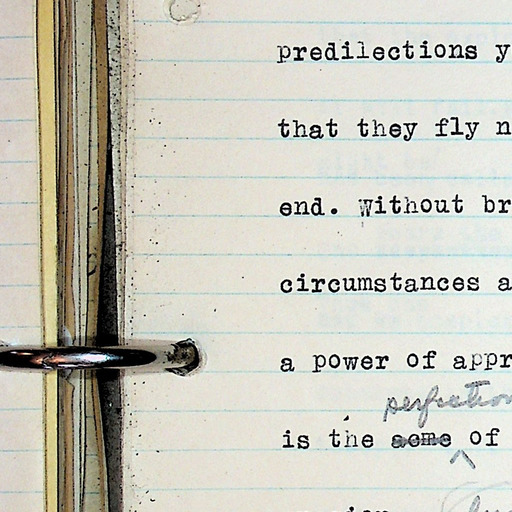 predilections y
that they fly n
end. Without br
circumstances a
a power of appr
perfection
is the acme of